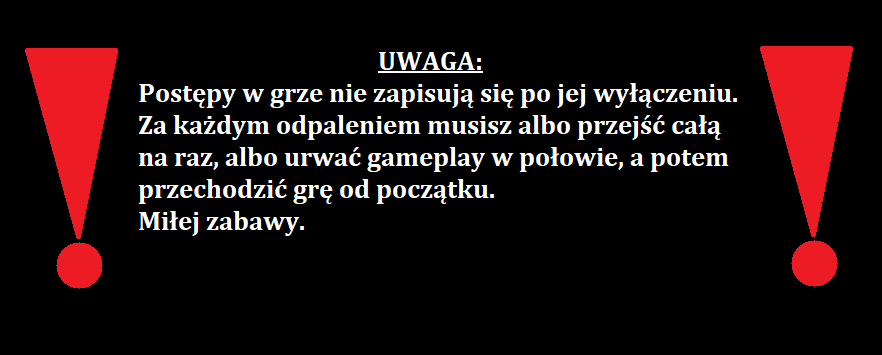 UWAGA:
Postępy w grze nie zapisują się po jej wyłączeniu.
Za każdym odpaleniem musisz albo przejść całą
na raz, albo urwać gameplay w połowie, a potem
przechodzić grę od początku.
Miłej zabawy.